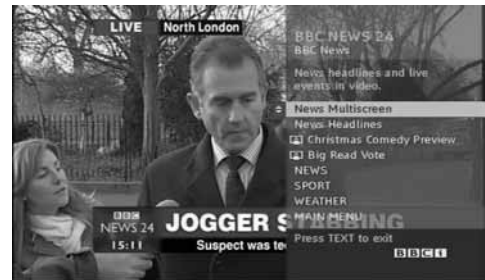 LIVE North London
BBC NEWS 24
BBC News
News headlines and live
events in video.
News Multiscreen
News Headlines
Christmas Comedy Preview...
Big Read Vote
NEWS
SPORT
WEATHER
MAIN MENU
Press TEXT to exit
BBCi
BBC
NEWS 24
15:11
JOGGER STABBING
Suspect was